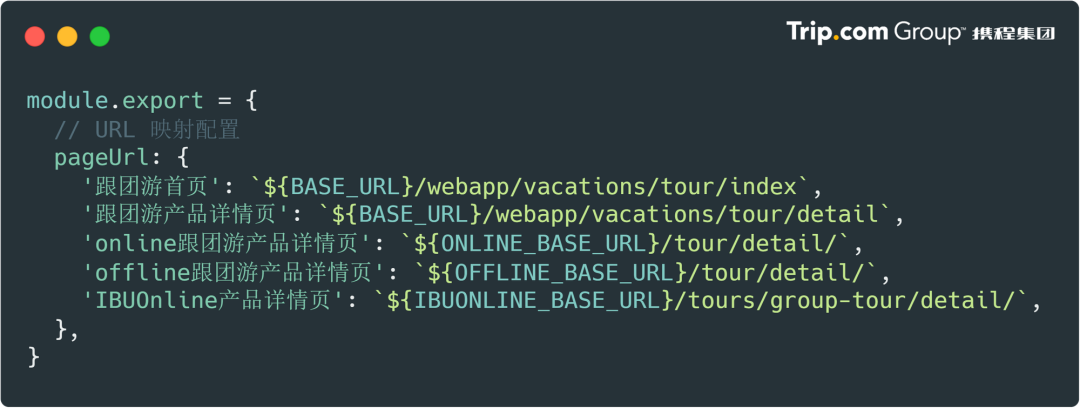 Trip.com Group™ 携程集团
module.export = {
  // URL 映射配置
  pageUrl: {
    '跟团游首页': `${BASE_URL}/webapp/vacations/tour/index`,
    '跟团游产品详情页': `${BASE_URL}/webapp/vacations/tour/detail`,
    'online跟团游产品详情页': `${ONLINE_BASE_URL}/tour/detail/`,
    'offline跟团游产品详情页': `${OFFLINE_BASE_URL}/tour/detail/`,
    'IBUOnline产品详情页': `${IBUONLINE_BASE_URL}/tours/group-tour/detail/`,
  },
}